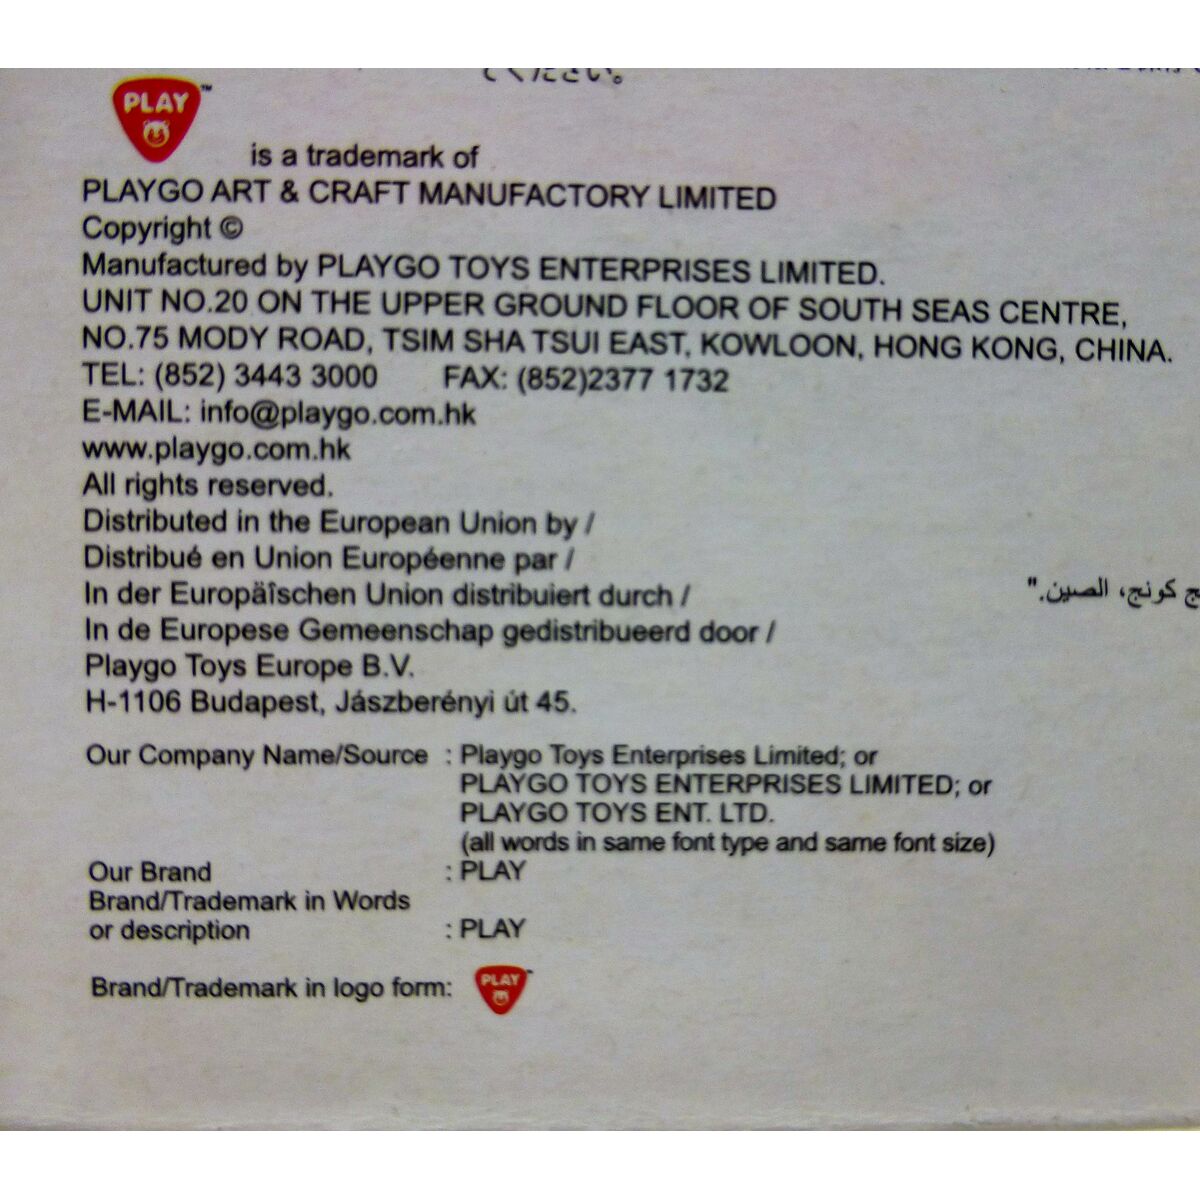 ください。
PLAY™
is a trademark of
PLAYGO ART & CRAFT MANUFACTORY LIMITED
Copyright ©
Manufactured by PLAYGO TOYS ENTERPRISES LIMITED.
UNIT NO.20 ON THE UPPER GROUND FLOOR OF SOUTH SEAS CENTRE,
NO.75 MODY ROAD, TSIM SHA TSUI EAST, KOWLOON, HONG KONG, CHINA.
TEL: (852) 3443 3000 FAX: (852)2377 1732
E-MAIL: info@playgo.com.hk
www.playgo.com.hk
All rights reserved.
Distributed in the European Union by /
Distribué en Union Européenne par /
In der Europäîschen Union distribuiert durch /
In de Europese Gemeenschap gedistribueerd door /
كونج، الصين."
Playgo Toys Europe B.V.
H-1106 Budapest, Jászberényi út 45.
Our Company Name/Source : Playgo Toys Enterprises Limited; or
PLAYGO TOYS ENTERPRISES LIMITED; or
PLAYGO TOYS ENT. LTD.
(all words in same font type and same font size)
Our Brand : PLAY
Brand/Trademark in Words
or description : PLAY
Brand/Trademark in logo form: PLAY™